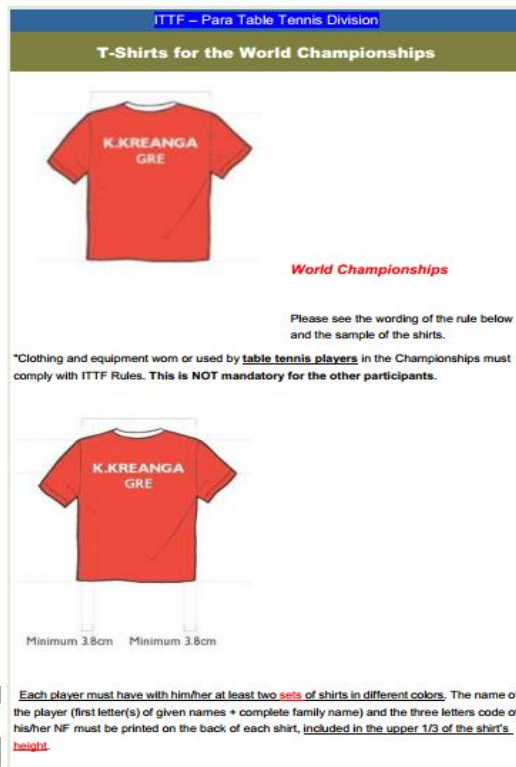 ITTF – Para Table Tennis Division
T-Shirts for the World Championships
K.KREANGA
GRE
World Championships
Please see the wording of the rule below
and the sample of the shirts.
"Clothing and equipment worn or used by table tennis players in the Championships must
comply with ITTF Rules. This is NOT mandatory for the other participants.
K.KREANGA
GRE
Minimum 3.8cm Minimum 3.8cm
Each player must have with him/her at least two sets of shirts in different colors. The name of
the player (first letter(s) of given names + complete family name) and the three letters code of
his/her NF must be printed on the back of each shirt, included in the upper 1/3 of the shirt's
height.